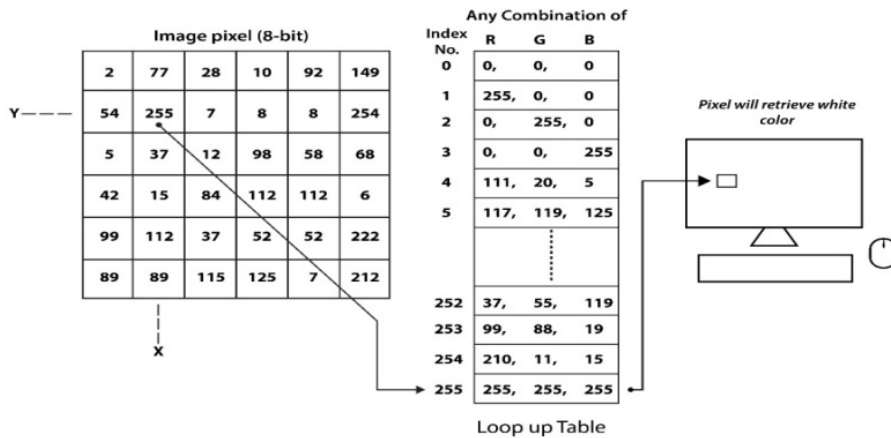 Any Combination of
Image pixel (8-bit)
Index No. R G B
2 77 28 10 92 149
Y 54 255 7 8 8 254
5 37 12 98 58 68
42 15 84 112 112 6
99 112 37 52 52 222
89 89 115 125 7 212
X
0 0, 0, 0
1 255, 0, 0
2 0, 255, 0
3 0, 0, 255
4 111, 20, 5
5 117, 119, 125
252 37, 55, 119
253 99, 88, 19
254 210, 11, 15
255 255, 255, 255
Loop up Table
Pixel will retrieve white
color